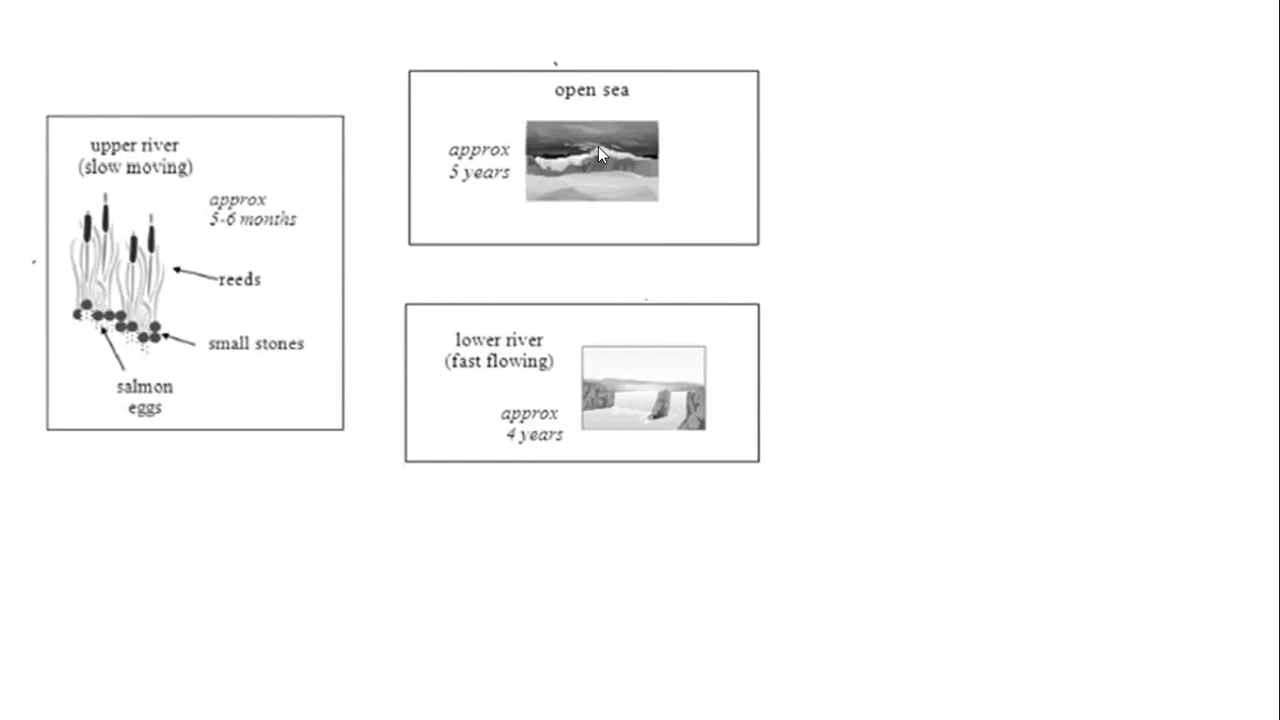 upper river
(slow moving)
approx
5-6 months
reeds
small stones
salmon
eggs
open sea
approx
5 years
lower river
(fast flowing)
approx
4 years